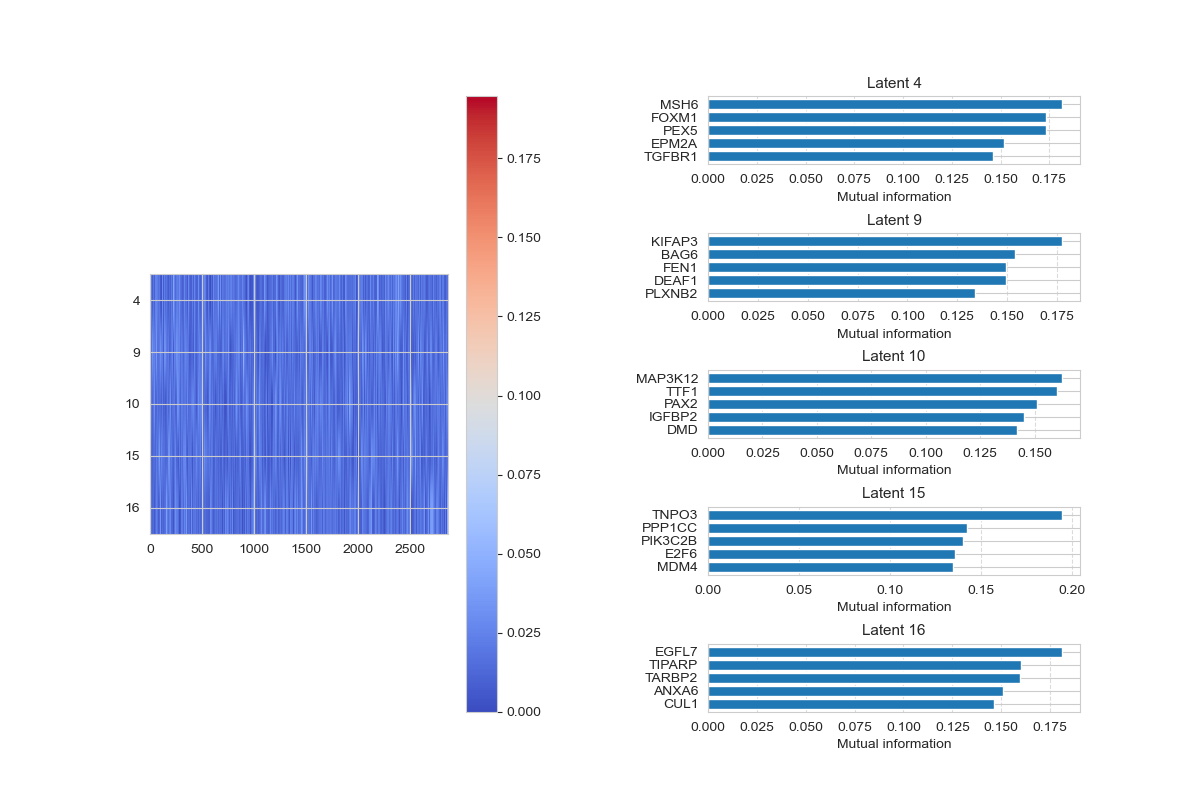 4
9
10
15
16
0 500 1000 1500 2000 2500
0.175
0.150
0.125
0.100
0.075
0.050
0.025
0.000
Latent 4
MSH6
FOXM1
PEX5
EPM2A
TGFBR1
0.000 0.025 0.050 0.075 0.100 0.125 0.150 0.175
Mutual information
Latent 9
KIFAP3
BAG6
FEN1
DEAF1
PLXNB2
0.000 0.025 0.050 0.075 0.100 0.125 0.150 0.175
Mutual information
Latent 10
MAP3K12
TTF1
PAX2
IGFBP2
DMD
0.000 0.025 0.050 0.075 0.100 0.125 0.150
Mutual information
Latent 15
TNPO3
PPP1CC
PIK3C2B
E2F6
MDM4
0.00 0.05 0.10 0.15 0.20
Mutual information
Latent 16
EGFL7
TIPARP
TARBP2
ANXA6
CUL1
0.000 0.025 0.050 0.075 0.100 0.125 0.150 0.175
Mutual information